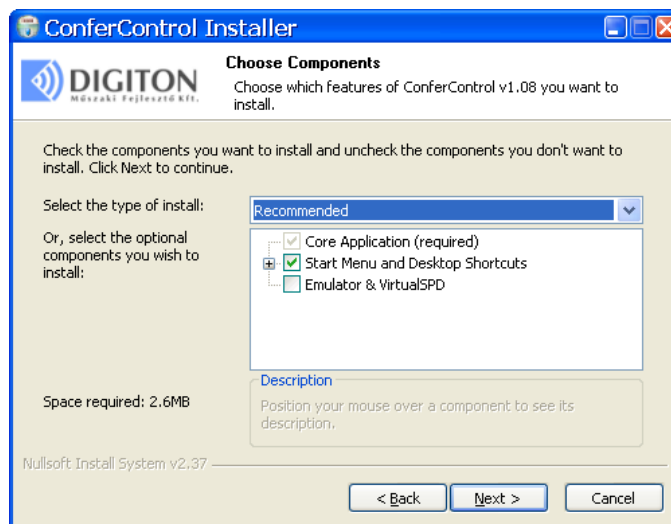 ConferControl Installer
DIGITON
Műszaki Fejlesztő Kft.
Choose Components
Choose which features of ConferControl v1.08 you want to
install.
Check the components you want to install and uncheck the components you don't want to
install. Click Next to continue.
Select the type of install:
Recommended
Or, select the optional
components you wish to
install:
Core Application (required)
Start Menu and Desktop Shortcuts
Emulator & VirtualSPD
Space required: 2.6MB
Description
Position your mouse over a component to see its
description.
Nullsoft Install System v2.37
< Back
Next >
Cancel